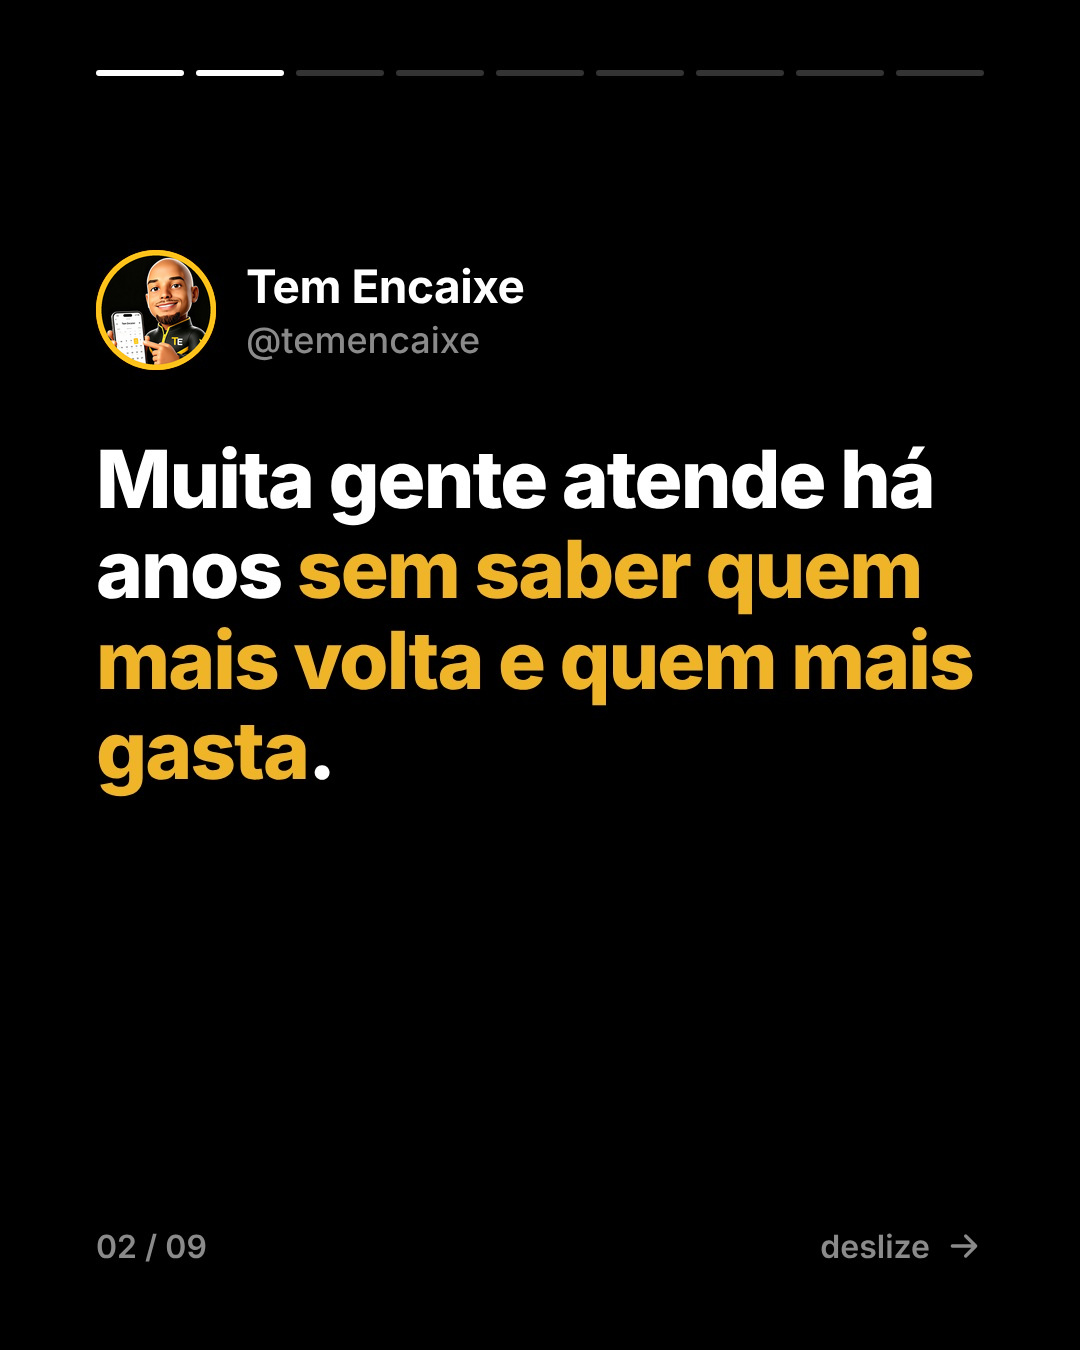 Tem Encaixe
@temencaixe
TE
Muita gente atende há
anos sem saber quem
mais volta e quem mais
gasta.
02 / 09
deslize →